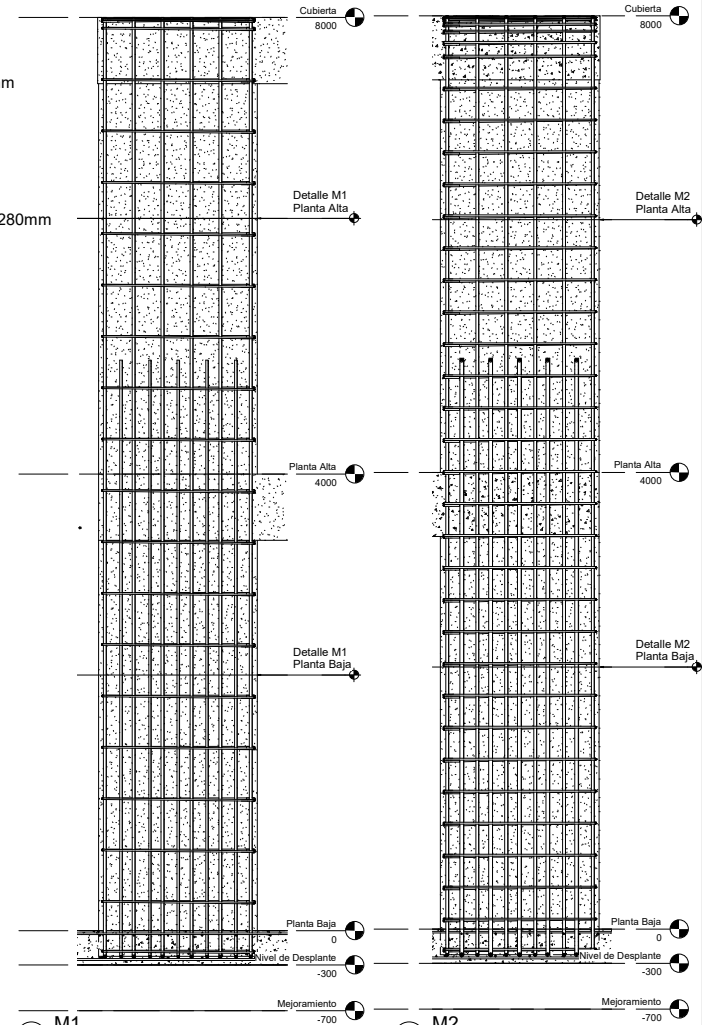 Cubierta
8000
Cubierta
8000
280mm
Detalle M1
Planta Alta
Detalle M2
Planta Alta
Planta Alta
4000
Planta Alta
4000
Detalle M1
Planta Baja
Detalle M2
Planta Baja
Planta Baja
0
Planta Baja
0
Nivel de Desplante
-300
Nivel de Desplante
-300
Mejoramiento
-700
Mejoramiento
-700
M1
M2